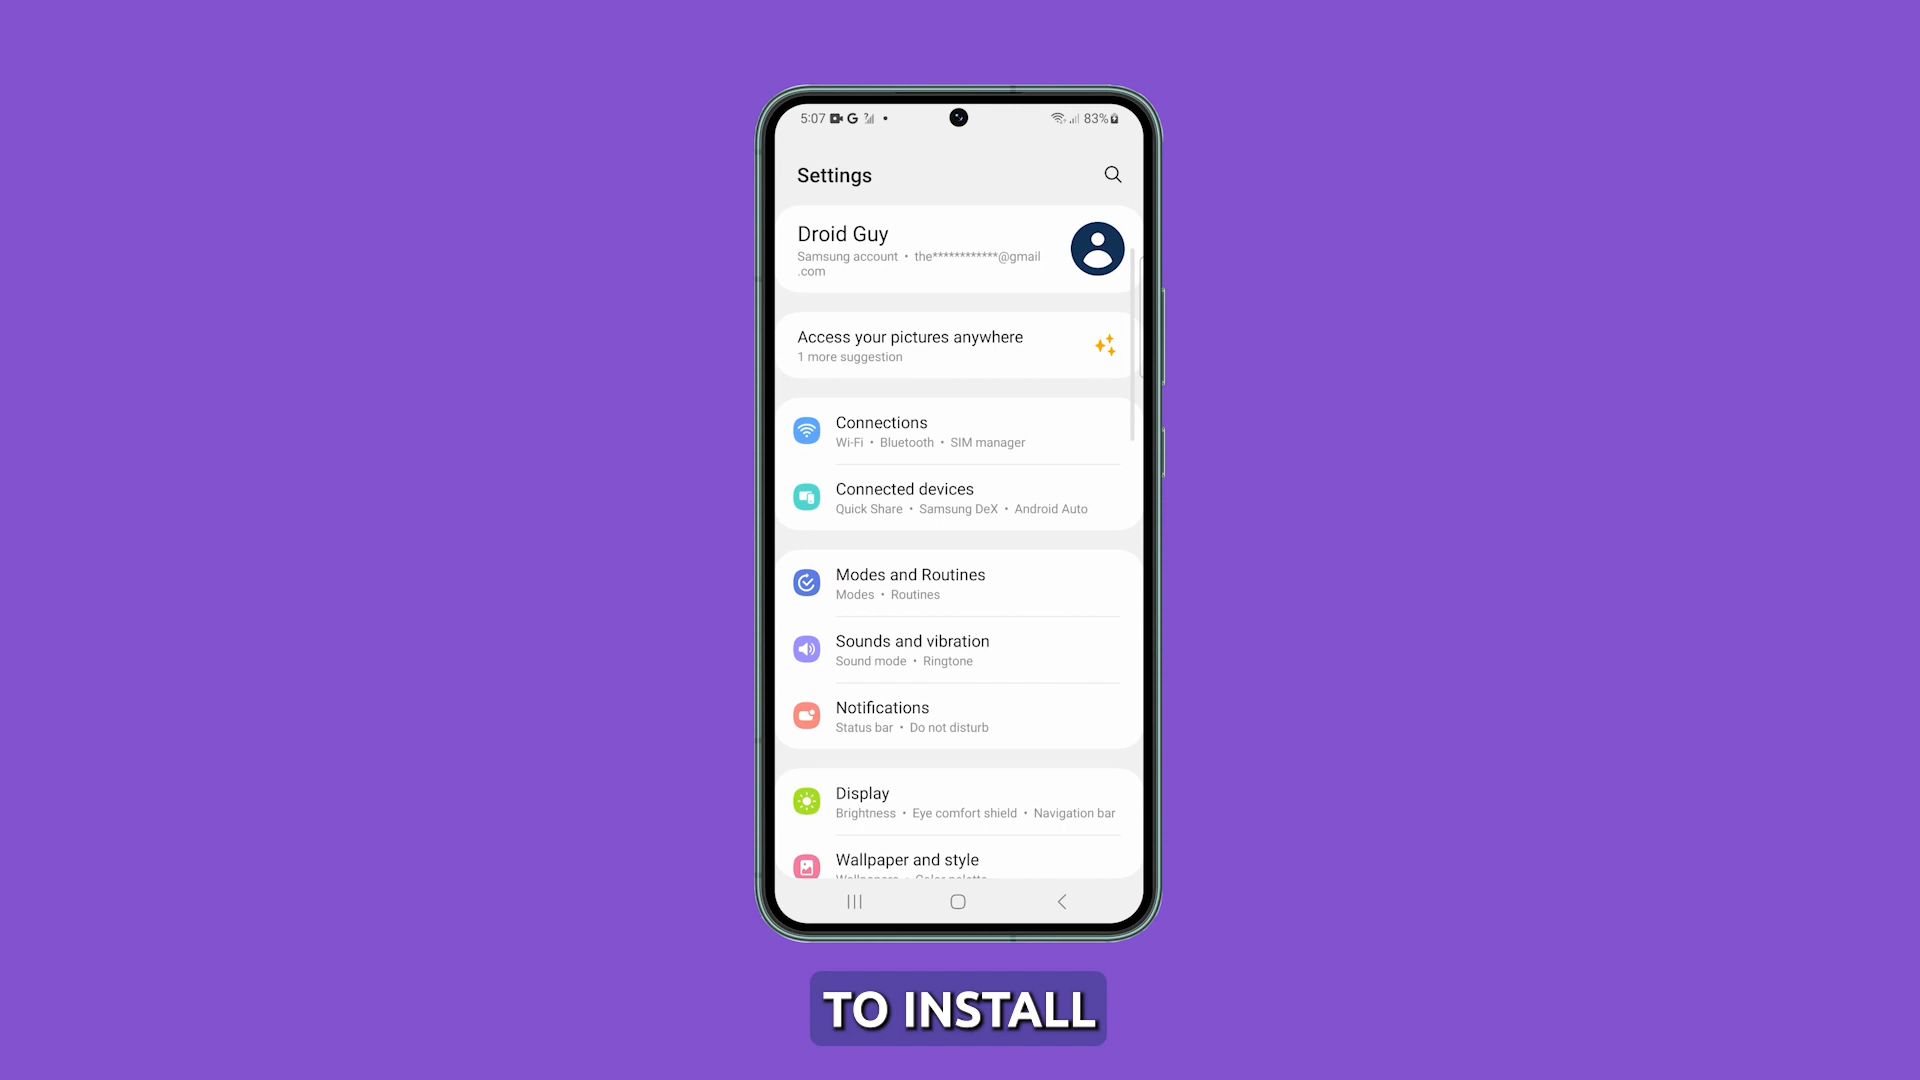 5:07
83%
Settings
Droid Guy
Samsung account • the************@gmail
.com
Access your pictures anywhere
1 more suggestion
Connections
Wi-Fi • Bluetooth • SIM manager
Connected devices
Quick Share • Samsung DeX • Android Auto
Modes and Routines
Modes • Routines
Sounds and vibration
Sound mode • Ringtone
Notifications
Status bar • Do not disturb
Display
Brightness • Eye comfort shield • Navigation bar
Wallpaper and style
Wallpapers • Color palette
TO INSTALL